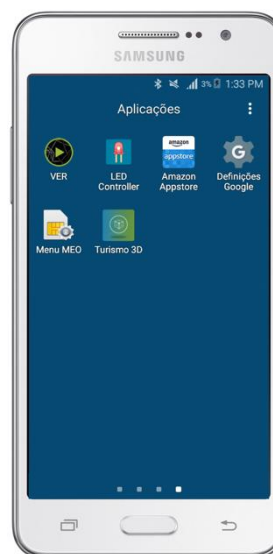 SAMSUNG
3% 1:33 PM
Aplicações
VER
LED
Controller
amazon
appstore
Amazon
Appstore
G
Definições
Google
Menu MEO
Turismo 3D